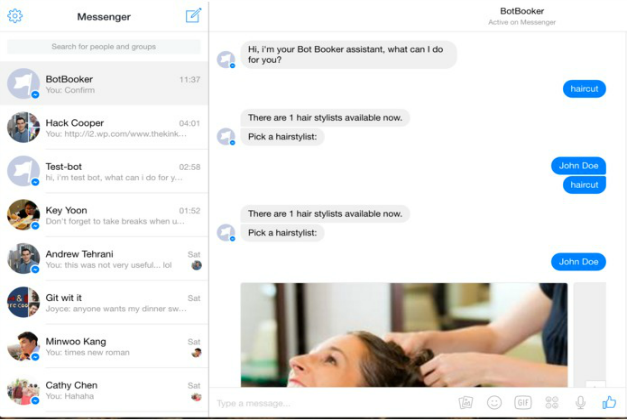 Messenger
Search for people and groups
BotBooker 11:37
You: Confirm
Hack Cooper 04:01
You: http://i2.wp.com/www.thekink...
Test-bot 02:58
hi, i'm test bot, what can i do for y...
Key Yoon 01:52
Don't forget to take breaks when u...
Andrew Tehrani Sat
You: this was not very useful... lol
Git wit it Sat
Joyce: anyone wants my dinner sw...
Minwoo Kang Sat
You: times new roman
Cathy Chen Sat
You: Hahaha
BotBooker
Active on Messenger
Hi, i'm your Bot Booker assistant, what can I do
for you?
haircut
There are 1 hair stylists available now.
Pick a hairstylist:
John Doe
haircut
There are 1 hair stylists available now.
Pick a hairstylist:
John Doe
Type a message...
GIF